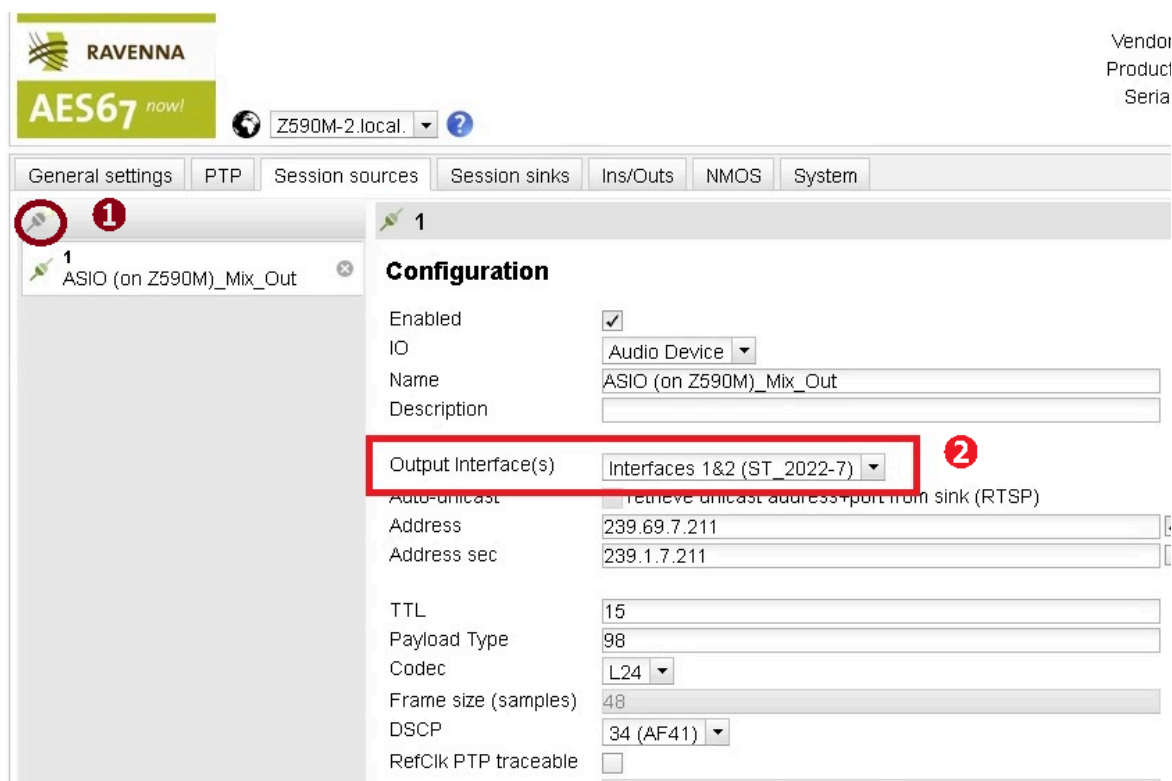 RAVENNA
AES67 now!
Vendor
Product
Seria
Z590M-2.local. ?
General settings PTP Session sources Session sinks Ins/Outs NMOS System
1
1
1
ASIO (on Z590M)_Mix_Out
Configuration
Enabled
IO Audio Device
Name ASIO (on Z590M)_Mix_Out
Description
Output Interface(s) Interfaces 1&2 (ST_2022-7)
2
Auto-unicast retrieve unicast address+port from sink (RTSP)
Address 239.69.7.211
Address sec 239.1.7.211
TTL 15
Payload Type 98
Codec L24
Frame size (samples) 48
DSCP 34 (AF41)
RefClk PTP traceable